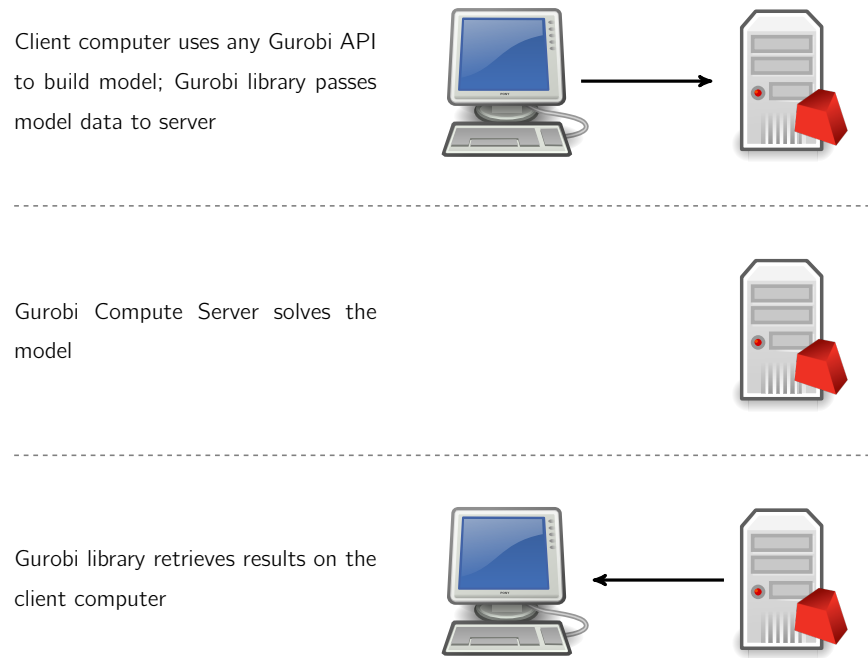 Client computer uses any Gurobi API
to build model; Gurobi library passes
model data to server
Gurobi Compute Server solves the
model
Gurobi library retrieves results on the
client computer